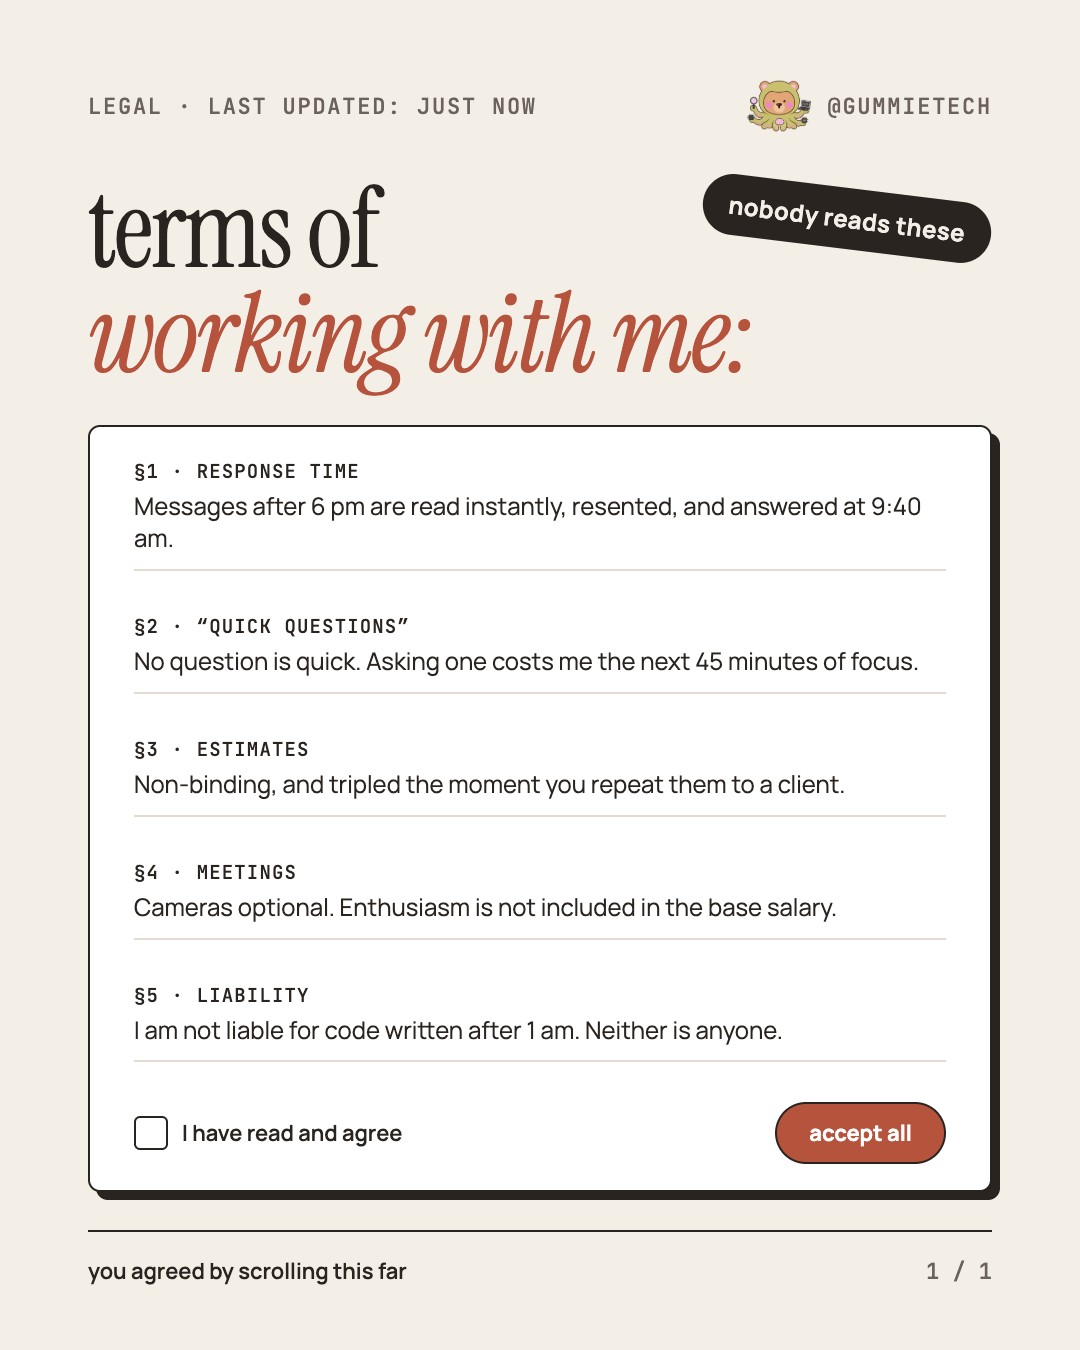 LEGAL · LAST UPDATED: JUST NOW
@GUMMIETECH
terms of
nobody reads these
working with me:
§1 · RESPONSE TIME
Messages after 6 pm are read instantly, resented, and answered at 9:40
am.
§2 · “QUICK QUESTIONS”
No question is quick. Asking one costs me the next 45 minutes of focus.
§3 · ESTIMATES
Non-binding, and tripled the moment you repeat them to a client.
§4 · MEETINGS
Cameras optional. Enthusiasm is not included in the base salary.
§5 · LIABILITY
I am not liable for code written after 1 am. Neither is anyone.
I have read and agree
accept all
you agreed by scrolling this far
1 / 1